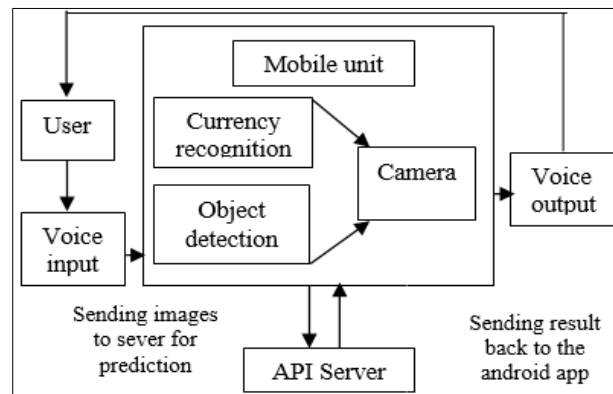 Mobile unit
User
Currency
recognition
Camera
Voice
output
Object
detection
Voice
input
Sending images
to sever for
prediction
Sending result
back to the
android app
API Server